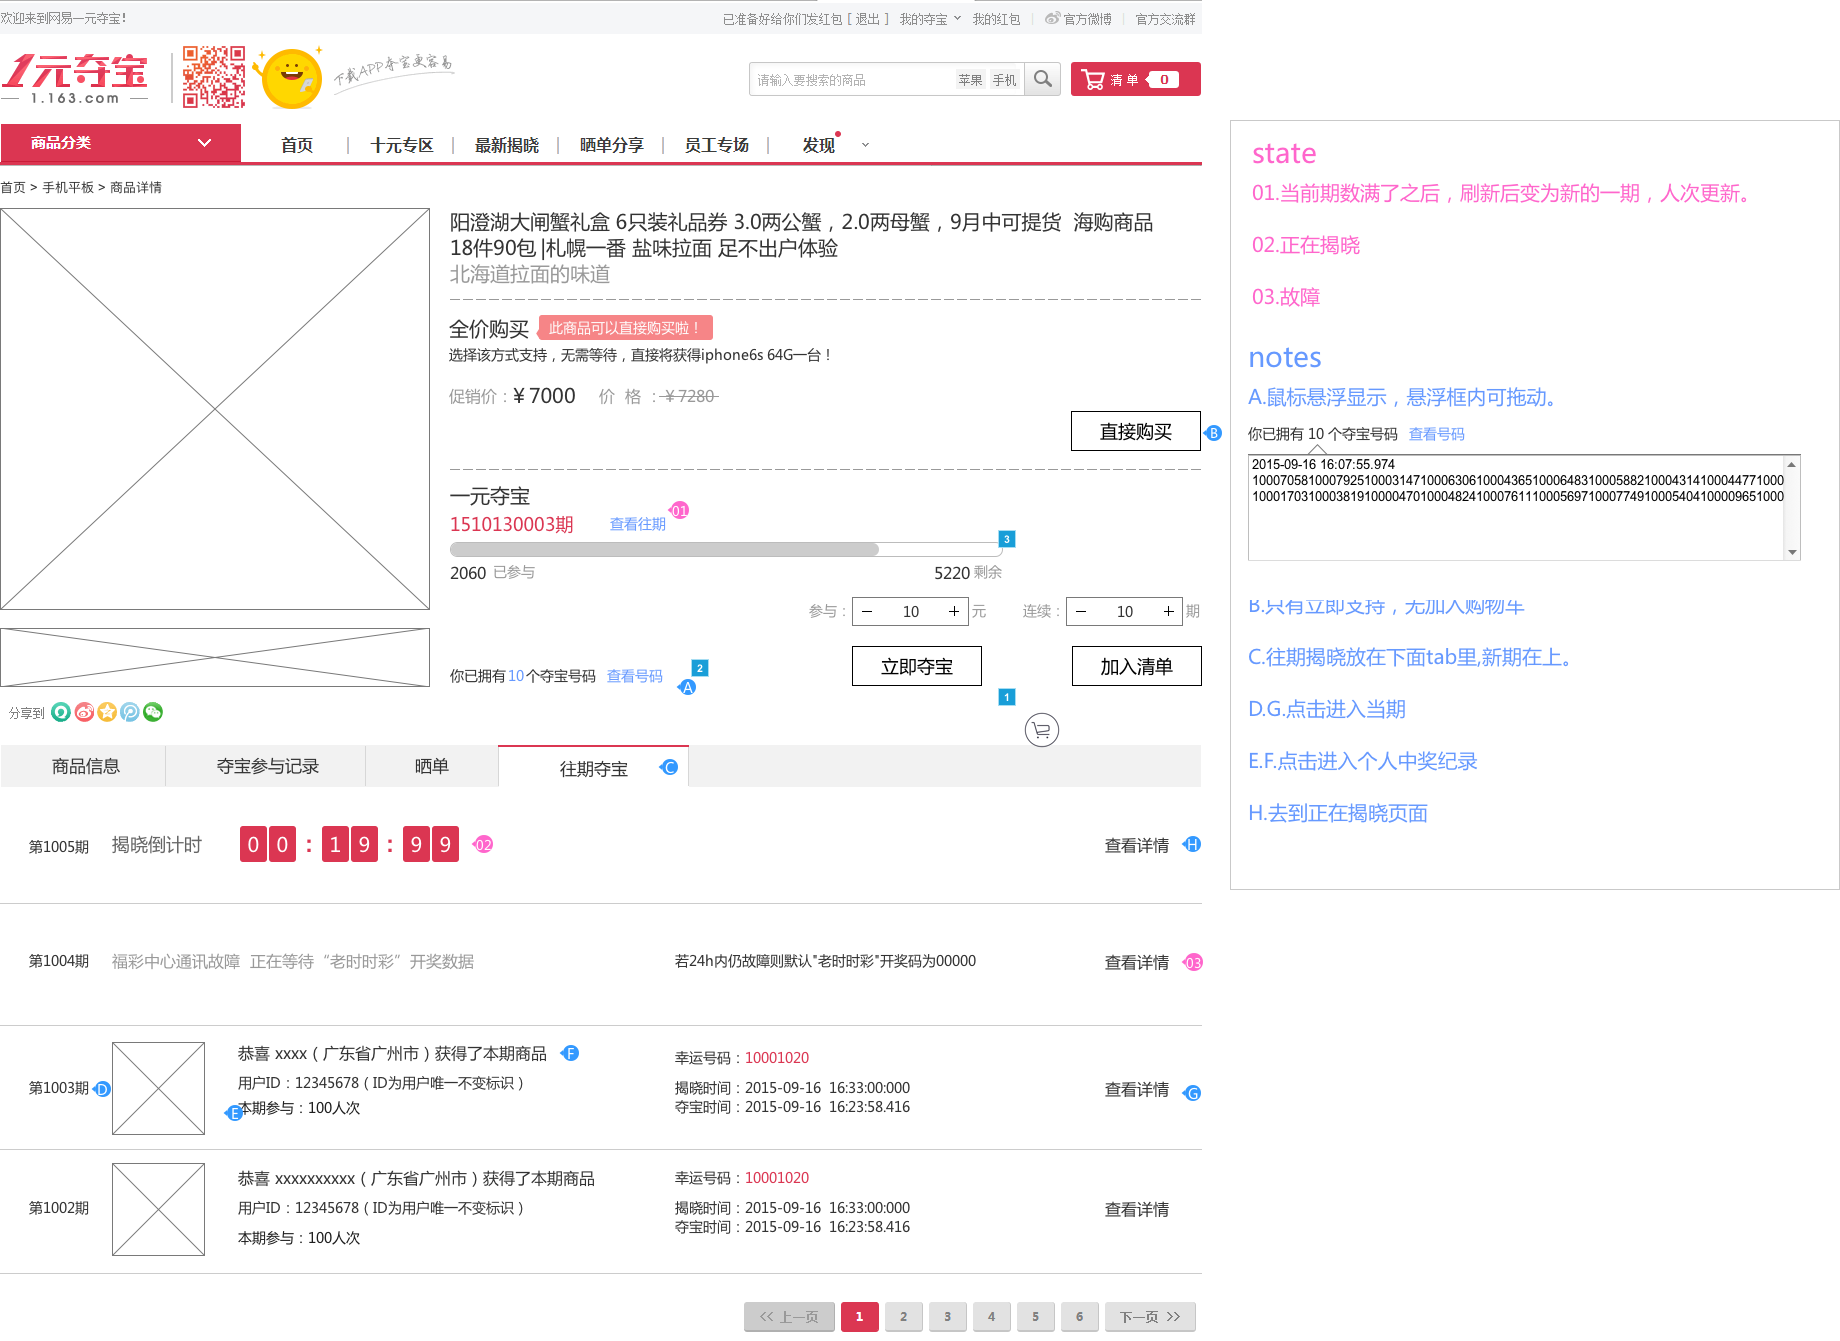 欢迎来到网易一元夺宝!
已准备好给你们发红包 [ 退出 ] 我的夺宝 我的红包 官方微博 官方交流群
1元夺宝
1.163.com
下载APP夺宝更容易
请输入要搜索的商品 苹果 手机
清单 0
商品分类 首页 十元专区 最新揭晓 晒单分享 员工专场 发现
首页 > 手机平板 > 商品详情
阳澄湖大闸蟹礼盒 6只装礼品券 3.0两公蟹，2.0两母蟹，9月中可提货 海购商品
18件90包 |札幌一番 盐味拉面 足不出户体验
北海道拉面的味道
全价购买 此商品可以直接购买啦！
选择该方式支持，无需等待，直接将获得iphone6s 64G一台！
促销价：¥ 7000 价 格 ：¥ 7280
直接购买 B
一元夺宝
1510130003期 查看往期 01
3
2060 已参与 5220 剩余
参与： − 10 + 元 连续： − 10 + 期
你已拥有10个夺宝号码 查看号码 2 A
立即夺宝 加入清单
1
分享到
商品信息 夺宝参与记录 晒单 往期夺宝 C
第1005期 揭晓倒计时 00:19:99 02 查看详情 H
第1004期 福彩中心通讯故障 正在等待“老时时彩”开奖数据 若24h内仍故障则默认"老时时彩"开奖码为00000 查看详情 03
第1003期 D
恭喜 xxxx（广东省广州市）获得了本期商品 F
用户ID：12345678（ID为用户唯一不变标识）
E 本期参与：100人次
幸运号码：10001020
揭晓时间：2015-09-16 16:33:00:000
夺宝时间：2015-09-16 16:23:58.416
查看详情 G
第1002期
恭喜 xxxxxxxxxx（广东省广州市）获得了本期商品
用户ID：12345678（ID为用户唯一不变标识）
本期参与：100人次
幸运号码：10001020
揭晓时间：2015-09-16 16:33:00:000
夺宝时间：2015-09-16 16:23:58.416
查看详情
<< 上一页 1 2 3 4 5 6 下一页 >>
state
01.当前期数满了之后，刷新后变为新的一期，人次更新。
02.正在揭晓
03.故障
notes
A.鼠标悬浮显示，悬浮框内可拖动。
你已拥有 10 个夺宝号码 查看号码
2015-09-16 16:07:55.974
1000705810007925100031471000630610004365100064831000588210004314100044771000
1000170310003819100004701000482410007611100056971000774910005404100009651000
B.只有立即支持，无加入购物车
C.往期揭晓放在下面tab里,新期在上。
D.G.点击进入当期
E.F.点击进入个人中奖纪录
H.去到正在揭晓页面